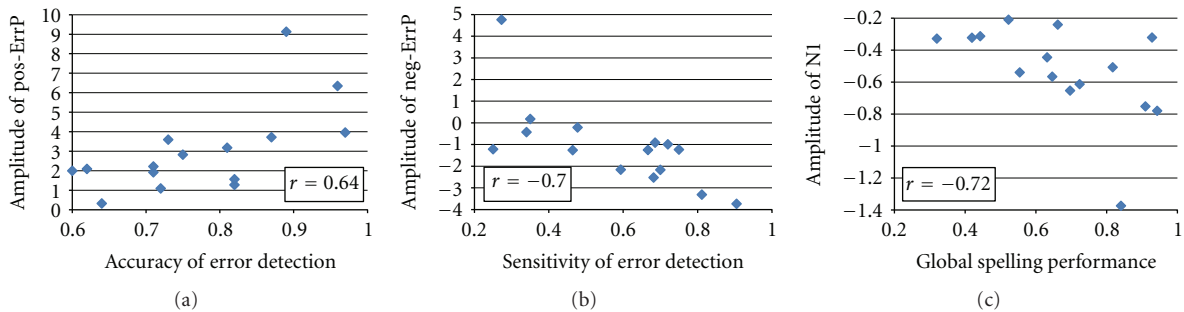 Amplitude of pos-ErrP
10
9
8
7
6
5
4
3
2
1
0
0.6 0.7 0.8 0.9 1
r = 0.64
Accuracy of error detection
(a)
Amplitude of neg-ErrP
5
4
3
2
1
0
−1
−2
−3
−4
0.2 0.4 0.6 0.8 1
r = −0.7
Sensitivity of error detection
(b)
Amplitude of N1
−0.2
−0.4
−0.6
−0.8
−1
−1.2
−1.4
0.2 0.4 0.6 0.8 1
r = −0.72
Global spelling performance
(c)